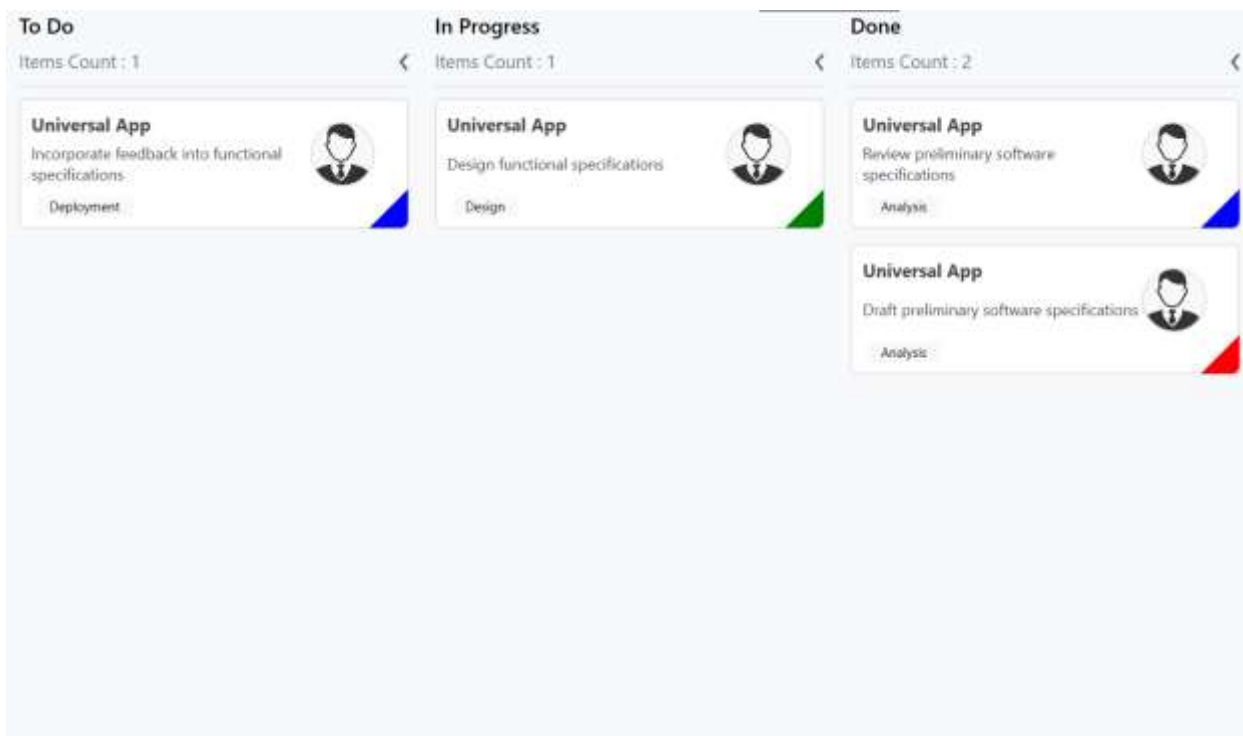 To Do
Items Count : 1
Universal App
Incorporate feedback into functional
specifications
Deployment
In Progress
Items Count : 1
Universal App
Design functional specifications
Design
Done
Items Count : 2
Universal App
Review preliminary software
specifications
Analysis
Universal App
Draft preliminary software specifications
Analysis